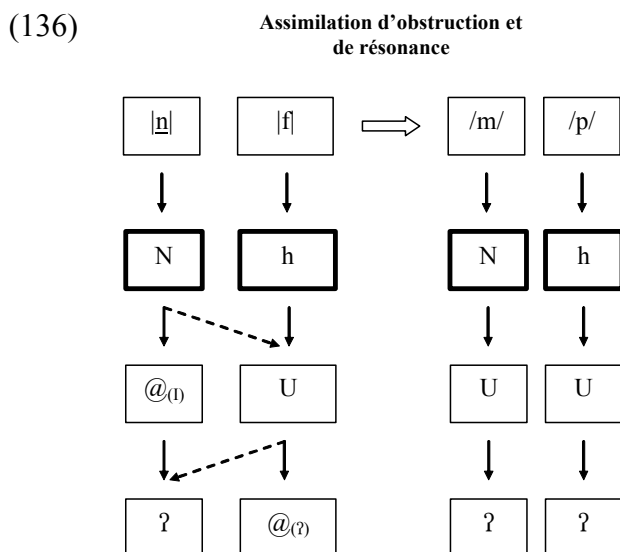 (136)
Assimilation d’obstruction et
de résonance
|n| |f| /m/ /p/
N h N h
@(I) U U U
ʔ @(ʔ) ʔ ʔ